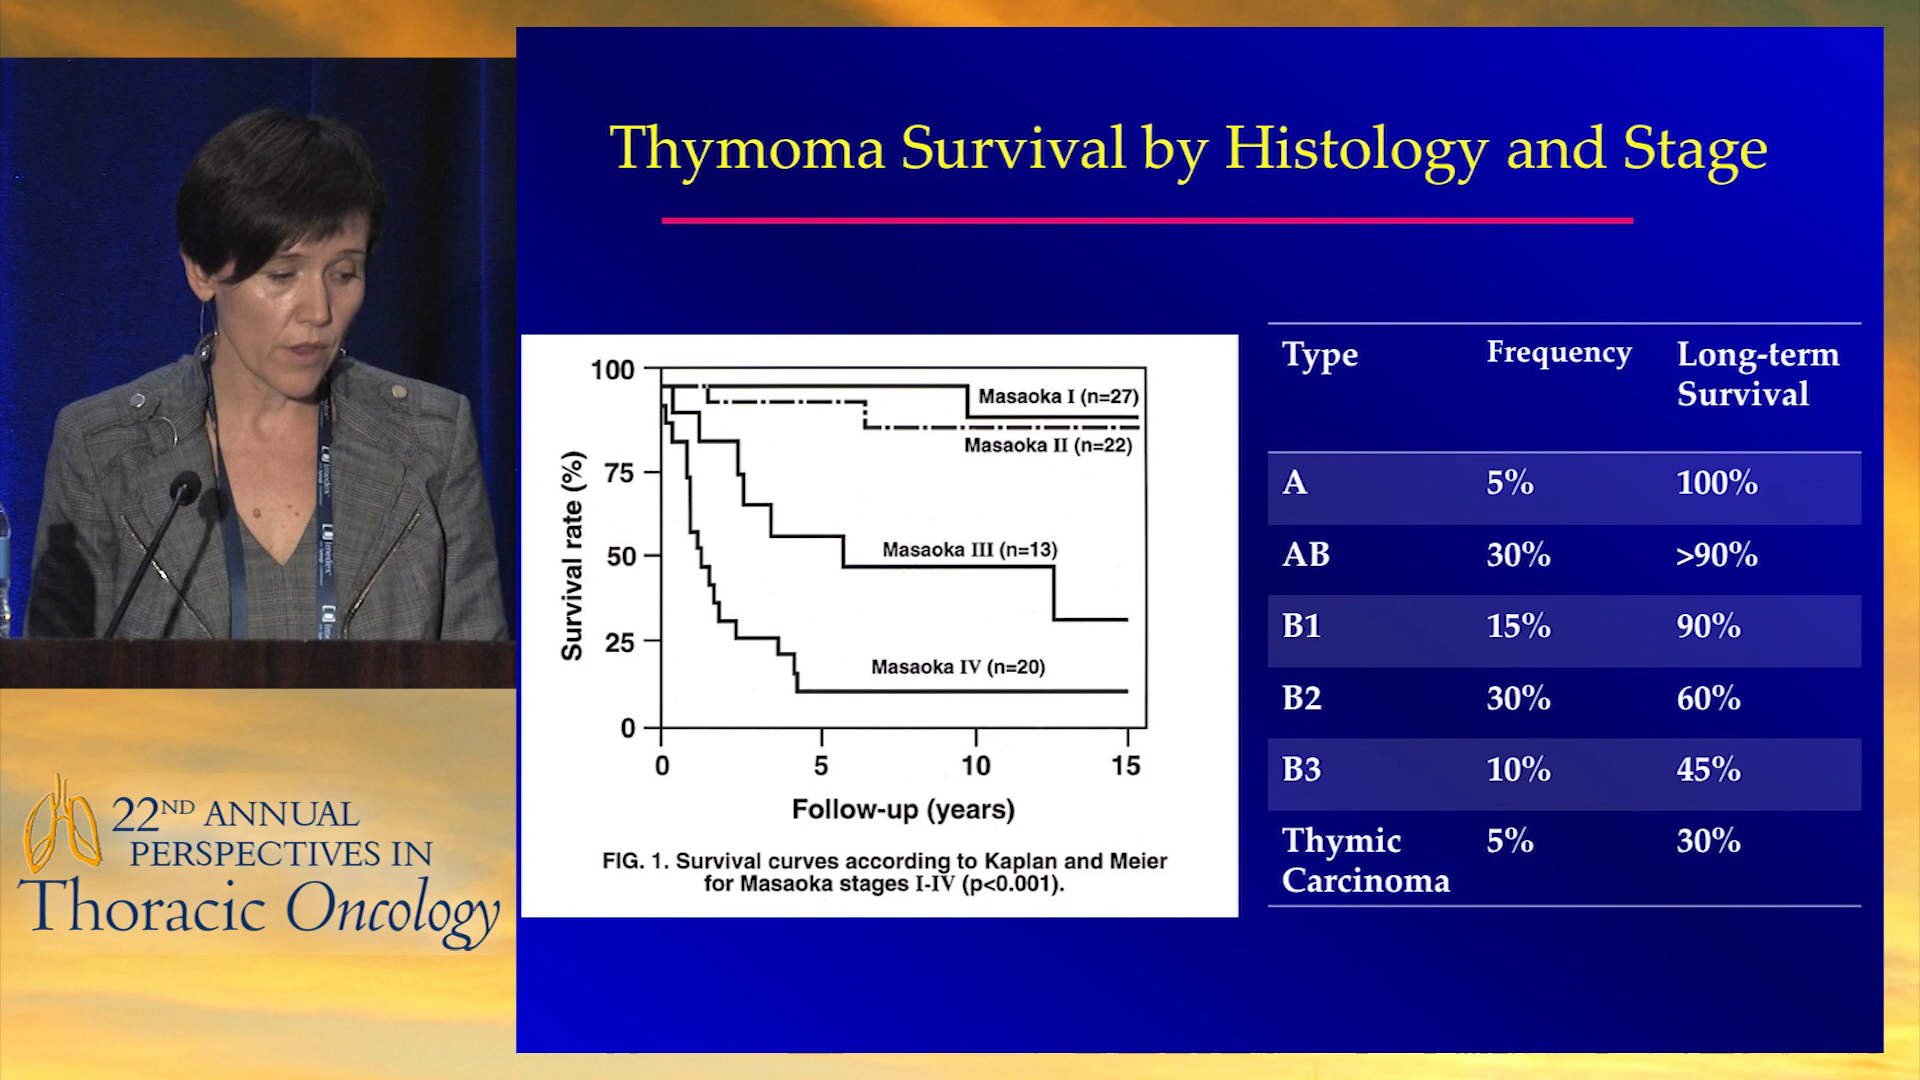 Thymoma Survival by Histology and Stage
100
75
50
25
0
Survival rate (%)
Masaoka I (n=27)
Masaoka II (n=22)
Masaoka III (n=13)
Masaoka IV (n=20)
0 5 10 15
Follow-up (years)
FIG. 1. Survival curves according to Kaplan and Meier
for Masaoka stages I-IV (p<0.001).
Type Frequency Long-term
Survival
A 5% 100%
AB 30% >90%
B1 15% 90%
B2 30% 60%
B3 10% 45%
Thymic 5% 30%
Carcinoma
22ND ANNUAL
PERSPECTIVES IN
Thoracic Oncology
Imedex
Imedex